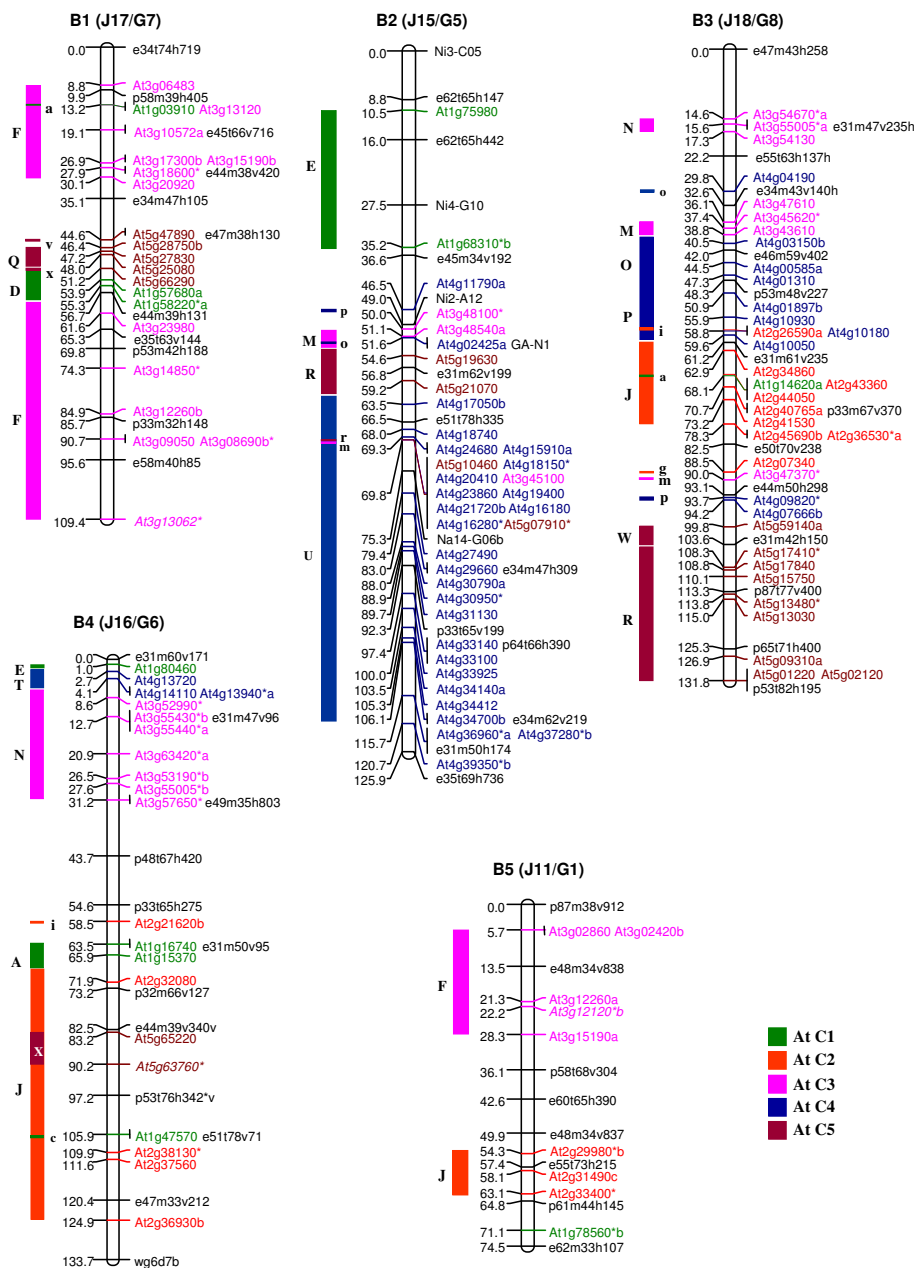 B1 (J17/G7)
0.0 e34t74h719
8.8 At3g06483
9.9 p58m39h405
a 13.2 At1g03910 At3g13120
F 19.1 At3g10572a e45t66v716
26.9 At3g17300b At3g15190b
27.9 At3g18600* e44m38v420
30.1 At3g20920
35.1 e34m47h105
44.6 At5g47890 e47m38h130
v 46.4 At5g28750b
Q 47.2 At5g27830
x 48.0 At5g25080
51.2 At5g66290
D 53.9 At1g57680a
55.3 At1g58220*a
56.7 e44m39h131
61.6 At3g23980
65.3 e35t63v144
69.8 p53m42h188
74.3 At3g14850*
84.9 At3g12260b
F 85.7 p33m32h148
90.7 At3g09050 At3g08690b*
95.6 e58m40h85
109.4 At3g13062*
B2 (J15/G5)
0.0 Ni3-C05
8.8 e62t65h147
10.5 At1g75980
16.0 e62t65h442
E
27.5 Ni4-G10
35.2 At1g68310*b
36.6 e45m34v192
46.5 At4g11790a
49.0 Ni2-A12
p 50.0 At3g48100*
51.1 At3g48540a
M o 51.6 At4g02425a GA-N1
54.6 At5g19630
R 56.8 e31m62v199
59.2 At5g21070
63.5 At4g17050b
66.5 e51t78h335
r 68.0 At4g18740
m 69.3 At4g24680 At4g15910a
At5g10460 At4g18150*
At4g20410 At3g45100
69.8 At4g23860 At4g19400
At4g21720b At4g16180
At4g16280* At5g07910*
75.3 Na14-G06b
U 79.4 At4g27490
83.0 At4g29660 e34m47h309
88.0 At4g30790a
88.9 At4g30950*
89.7 At4g31130
92.3 p33t65v199
97.4 At4g33140 p64t66h390
At4g33100
100.0 At4g33925
103.5 At4g34140a
105.3 At4g34412
106.1 At4g34700b e34m62v219
115.7 At4g36960*a At4g37280*b
e31m50h174
120.7 At4g39350*b
125.9 e35t69h736
B3 (J18/G8)
0.0 e47m43h258
14.6 At3g54670*a
N 15.6 At3g55005*a e31m47v235h
17.3 At3g54130
22.2 e55t63h137h
29.8 At4g04190
o 32.6 e34m43v140h
36.1 At3g47610
37.4 At3g45620*
M 38.8 At3g43610
40.5 At4g03150b
42.0 e46m59v402
O 44.5 At4g00585a
47.3 At4g01310
48.3 p53m48v227
50.9 At4g01897b
P 55.9 At4g10930
i 58.8 At2g26590a At4g10180
59.6 At4g10050
61.2 e31m61v235
62.9 At2g34860
a 68.1 At1g14620a At2g43360
J At2g44050
70.7 At2g40765a p33m67v370
73.2 At2g41530
78.3 At2g45690b At2g36530*a
82.5 e50t70v238
88.5 At2g07340
g 90.0 At3g47370*
m 93.1 e44m50h298
p 93.7 At4g09820*
94.2 At4g07666b
99.8 At5g59140a
W 103.6 e31m42h150
108.3 At5g17410*
108.8 At5g17840
110.1 At5g15750
113.3 p87t77v400
113.8 At5g13480*
R 115.0 At5g13030
125.3 p65t71h400
126.9 At5g09310a
131.8 At5g01220 At5g02120
p53t82h195
B4 (J16/G6)
0.0 e31m60v171
E 1.0 At1g80460
T 2.7 At4g13720
4.1 At4g14110 At4g13940*a
8.6 At3g52990*
12.7 At3g55430*b e31m47v96
N At3g55440*a
20.9 At3g63420*a
26.5 At3g53190*b
27.6 At3g55005*b
31.2 At3g57650* e49m35h803
43.7 p48t67h420
54.6 p33t65h275
i 58.5 At2g21620b
63.5 At1g16740 e31m50v95
A 65.9 At1g15370
71.9 At2g32080
73.2 p32m66v127
82.5 e44m39v340v
83.2 At5g65220
X 90.2 At5g63760*
J 97.2 p53t76h342*v
c 105.9 At1g47570 e51t78v71
109.9 At2g38130*
111.6 At2g37560
120.4 e47m33v212
124.9 At2g36930b
133.7 wg6d7b
B5 (J11/G1)
0.0 p87m38v912
5.7 At3g02860 At3g02420b
13.5 e48m34v838
F
21.3 At3g12260a
22.2 At3g12120*b
28.3 At3g15190a
36.1 p58t68v304
42.6 e60t65h390
49.9 e48m34v837
54.3 At2g29980*b
57.4 e55t73h215
J 58.1 At2g31490c
63.1 At2g33400*
64.8 p61m44h145
71.1 At1g78560*b
74.5 e62m33h107
At C1
At C2
At C3
At C4
At C5